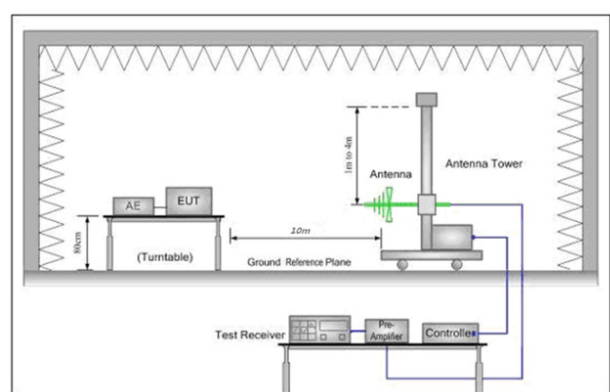 1m to 4m
Antenna
Antenna Tower
AE
EUT
80cm
(Turntable)
10m
Ground Reference Plane
Test Receiver
Pre-
Amplifier
Controller